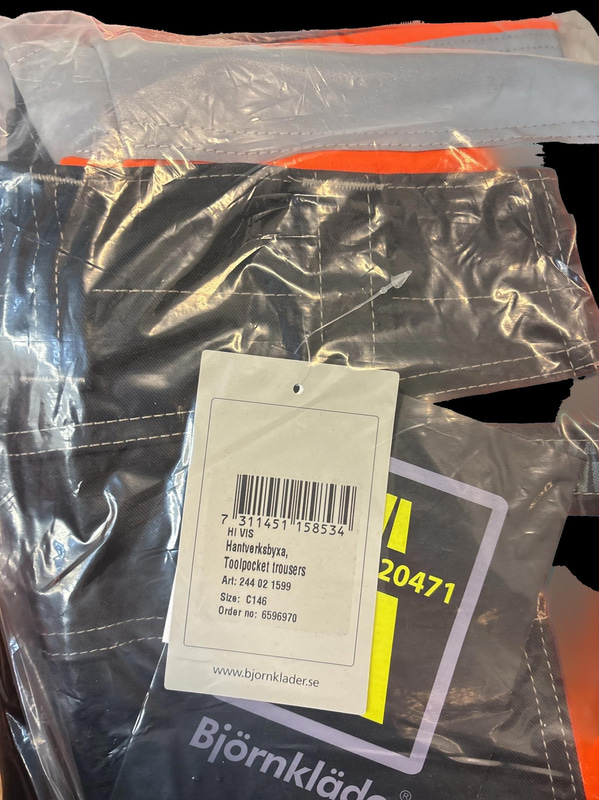 7 311451 158534
HI VIS
Hantverksbyxa,
Toolpocket trousers
Art: 244 02 1599
Size: C146
Order no: 6596970
www.bjornklader.se
20471
Björnkläde
®